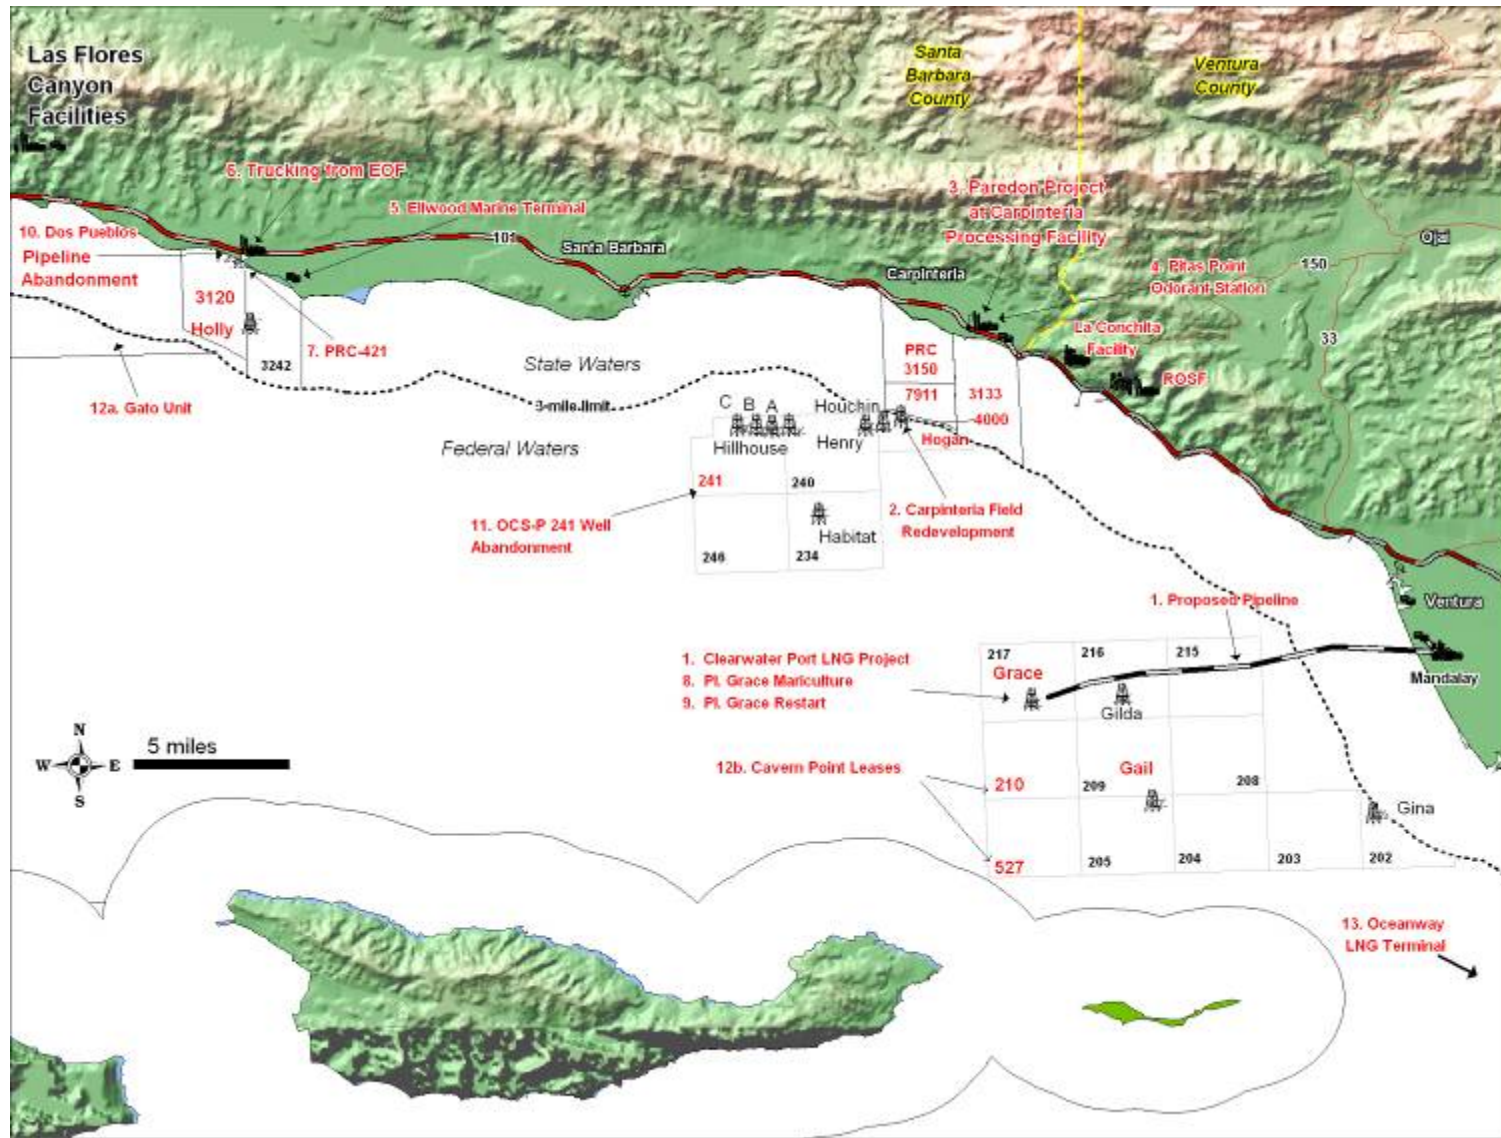 Las Flores
Canyon
Facilities
Santa
Barbara
County
Ventura
County
6. Trucking from EOF
5. Ellwood Marine Terminal
3. Paredon Project
at Carpinteria
Processing Facility
10. Dos Pueblos
Pipeline
Abandonment
101
Santa Barbara
Carpinteria
Ojai
150
4. Pitas Point
Odorant Station
33
3120
Holly
3242
7. PRC-421
12a. Gato Unit
State Waters
3-mile limit
Federal Waters
La Conchita
Facility
ROSF
PRC
3150
7911
3133
4000
C B A
Houchin
Hillhouse
Henry
Hogan
241
240
11. OCS-P 241 Well
Abandonment
2. Carpinteria Field
Redevelopment
Habitat
246
234
1. Proposed Pipeline
Ventura
Mandalay
1. Clearwater Port LNG Project
8. Pl. Grace Mariculture
9. Pl. Grace Restart
217
216
215
Grace
Gilda
N
W
E
S
5 miles
12b. Cavern Point Leases
Gail
210
209
208
Gina
527
205
204
203
202
13. Oceanway
LNG Terminal